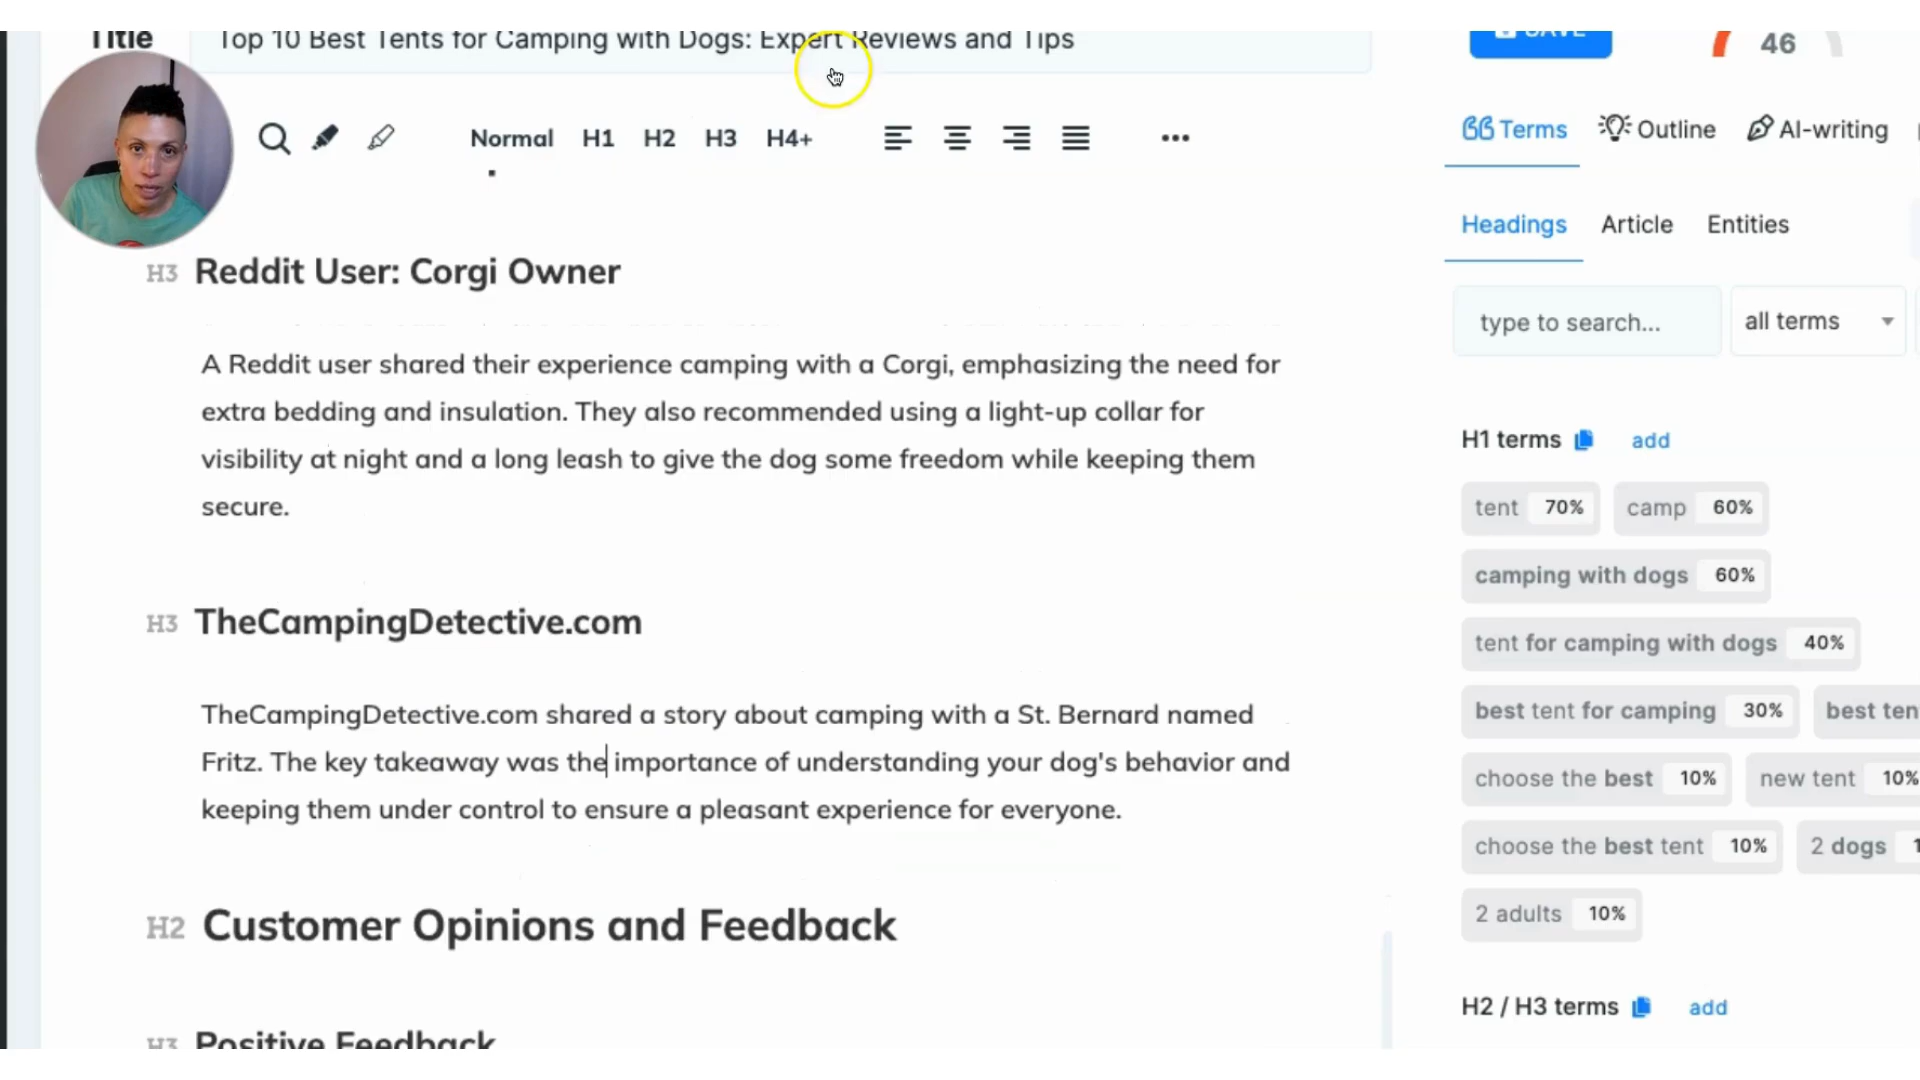 Title
Top 10 Best Tents for Camping with Dogs: Expert Reviews and Tips
SAVE
46
Normal H1 H2 H3 H4+
Terms Outline AI-writing
Headings Article Entities
type to search...
all terms
H3 Reddit User: Corgi Owner
A Reddit user shared their experience camping with a Corgi, emphasizing the need for
extra bedding and insulation. They also recommended using a light-up collar for
visibility at night and a long leash to give the dog some freedom while keeping them
secure.
H3 TheCampingDetective.com
TheCampingDetective.com shared a story about camping with a St. Bernard named
Fritz. The key takeaway was the importance of understanding your dog's behavior and
keeping them under control to ensure a pleasant experience for everyone.
H2 Customer Opinions and Feedback
H3 Positive Feedback
H1 terms add
tent 70% camp 60%
camping with dogs 60%
tent for camping with dogs 40%
best tent for camping 30% best ten
choose the best 10% new tent 10%
choose the best tent 10% 2 dogs 1
2 adults 10%
H2 / H3 terms add